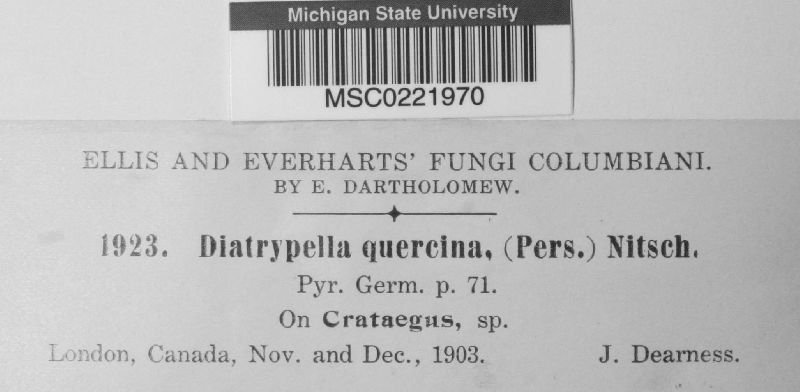 Michigan State University
MSC0221970
ELLIS AND EVERHARTS' FUNGI COLUMBIANI.
BY E. DARTHOLOMEW.
1923. Diatrypella quercina, (Pers.) Nitsch.
Pyr. Germ. p. 71.
On Crataegus, sp.
London, Canada, Nov. and Dec., 1903. J. Dearness.